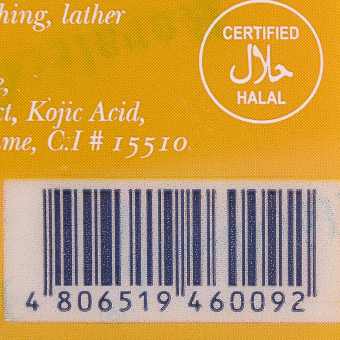 hing, lather
CERTIFIED
حلال
HALAL
e,
ct, Kojic Acid,
me, C.I # 15510.
4 806519 460092